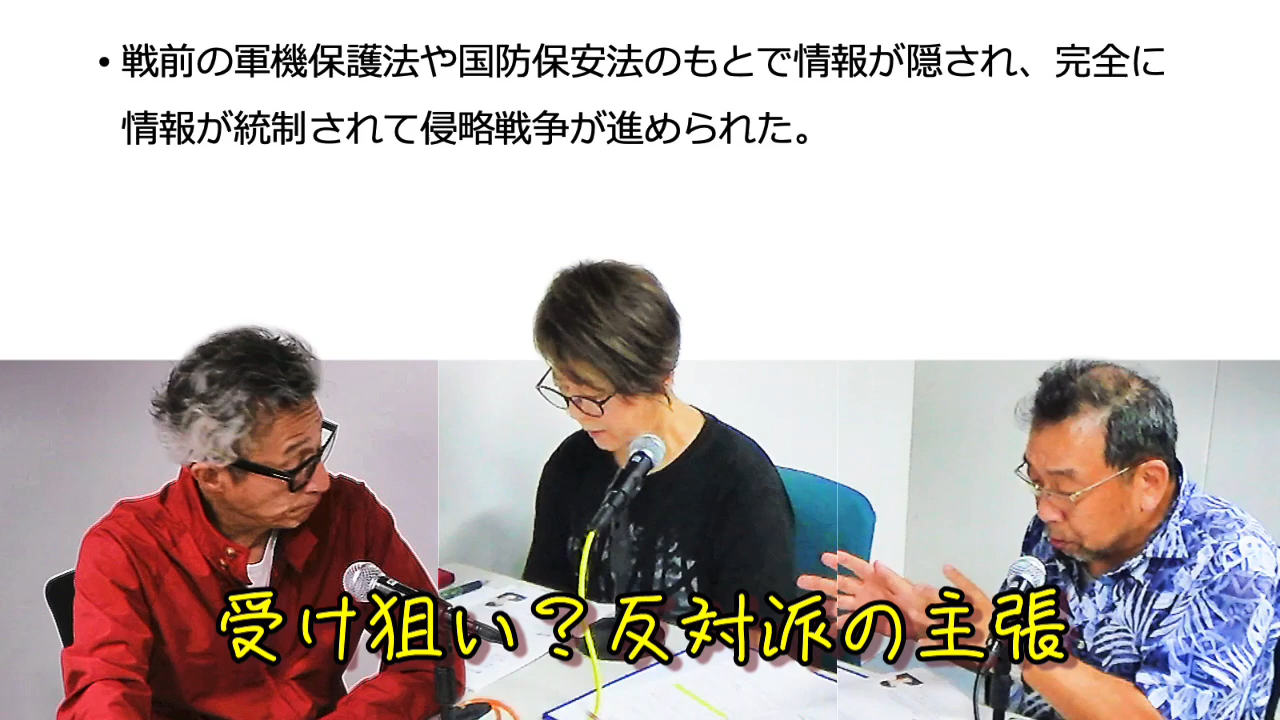 • 戦前の軍機保護法や国防保安法のもとで情報が隠され、完全に
情報が統制されて侵略戦争が進められた。
受け狙い？反対派の主張